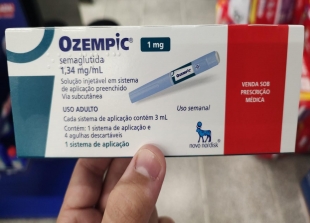 OZEMPIC® 1 mg
semaglutida
1,34 mg/mL
Solução injetável em sistema
de aplicação preenchido
Via subcutânea
USO ADULTO
Cada sistema de aplicação contém 3 mL
Contém: 1 sistema de aplicação e
4 agulhas descartáveis
1 sistema de aplicação
OZEMPIC®
Uso semanal
novo nordisk
VENDA SOB
PRESCRIÇÃO
MÉDICA